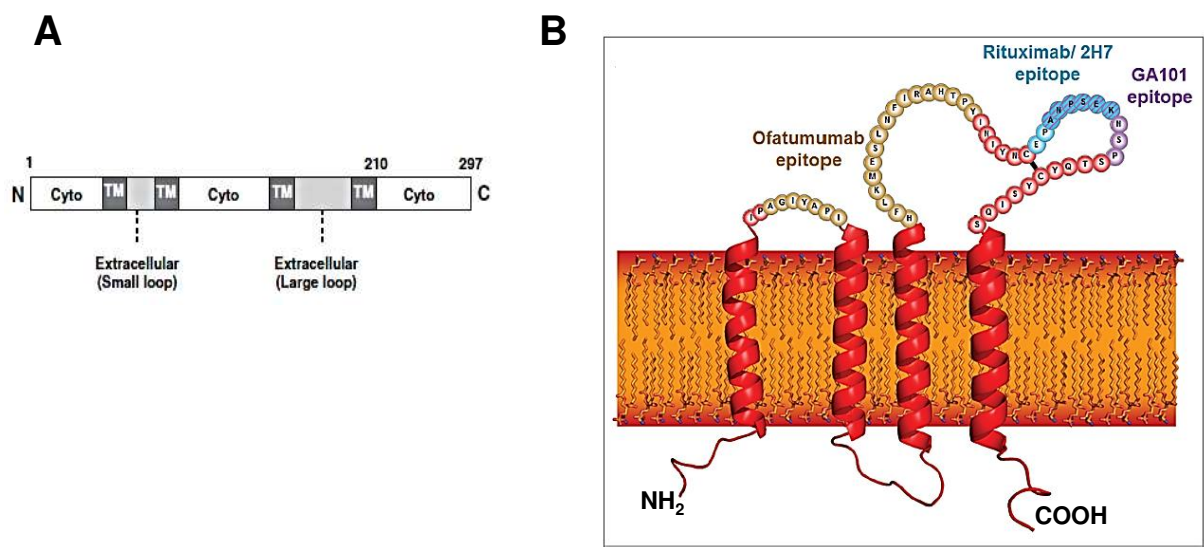 A
B
1
210
297
N
Cyto
TM
TM
Cyto
TM
TM
Cyto
C
Extracellular
(Small loop)
Extracellular
(Large loop)
Rituximab/ 2H7
epitope
GA101
epitope
Ofatumumab
epitope
I P A G I Y A P I
H F L K M E S L N F I R A H T P Y I N I Y N C E P A N P S E K N S P S T Q Y C Y S I Q S
NH2
COOH